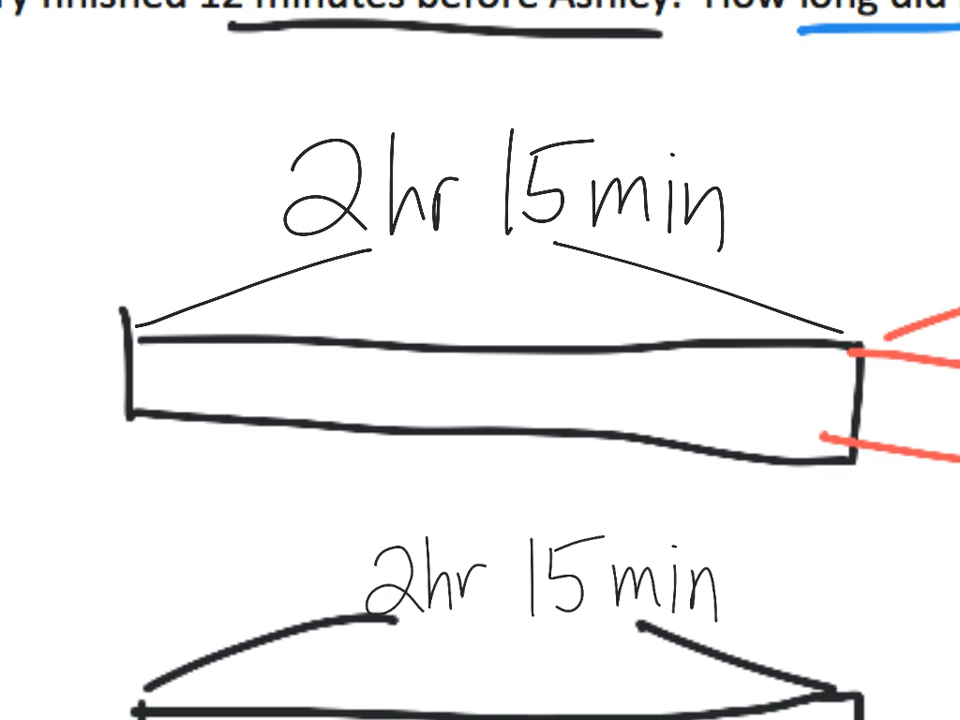 finished 12 minutes before Ashley. How long did
2hr 15min
2hr 15min